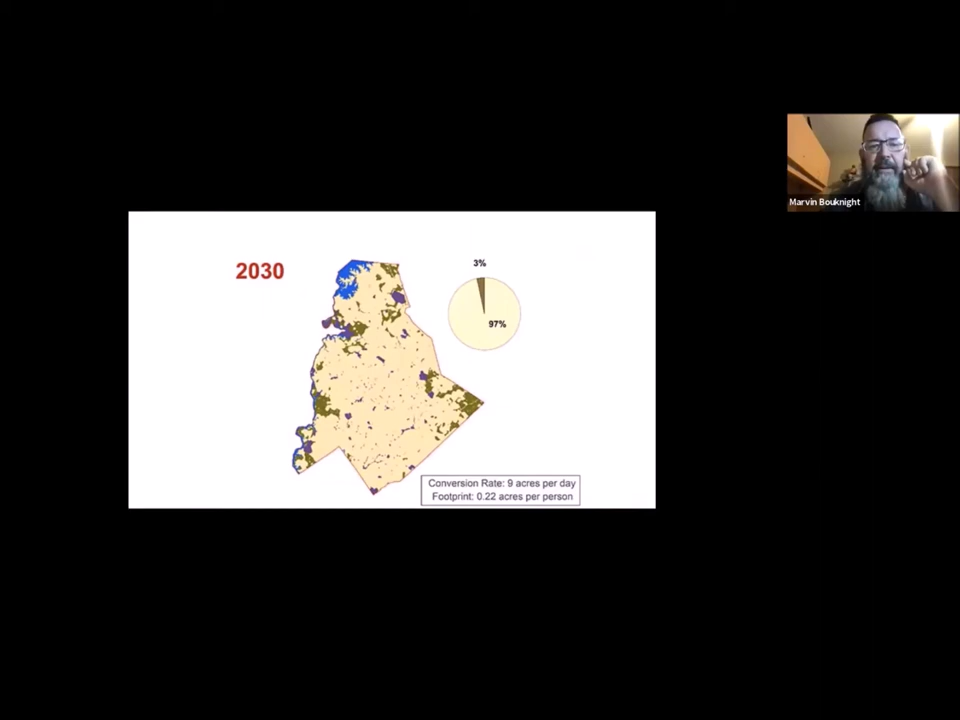 Marvin Bouknight
2030
3%
97%
Conversion Rate: 9 acres per day
Footprint: 0.22 acres per person